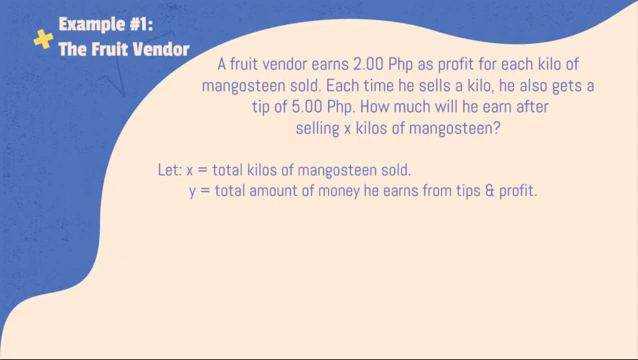 Example #1:
The Fruit Vendor
A fruit vendor earns 2.00 Php as profit for each kilo of
mangosteen sold. Each time he sells a kilo, he also gets a
tip of 5.00 Php. How much will he earn after
selling x kilos of mangosteen?
Let: x = total kilos of mangosteen sold.
y = total amount of money he earns from tips & profit.